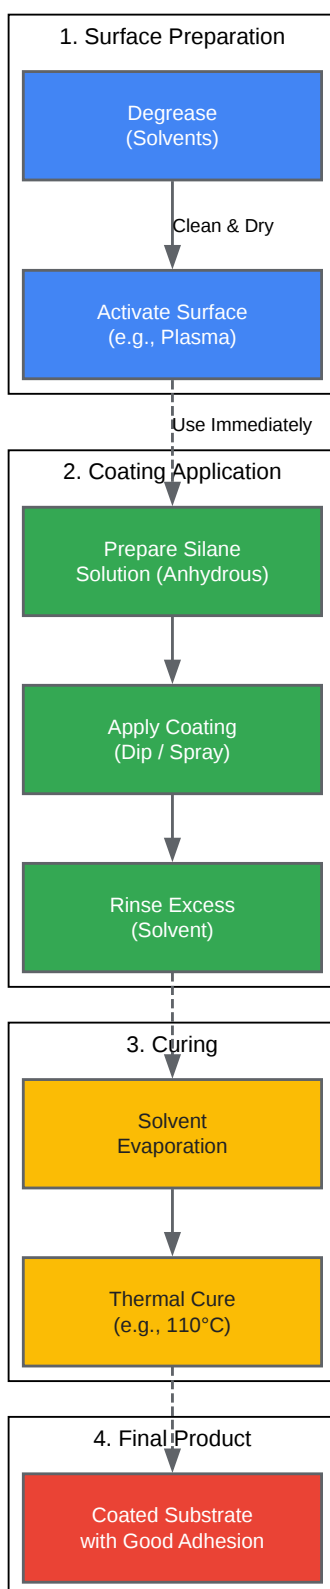 1. Surface Preparation
Degrease
(Solvents)
Clean & Dry
Activate Surface
(e.g., Plasma)
Use Immediately
2. Coating Application
Prepare Silane
Solution (Anhydrous)
Apply Coating
(Dip / Spray)
Rinse Excess
(Solvent)
3. Curing
Solvent
Evaporation
Thermal Cure
(e.g., 110°C)
4. Final Product
Coated Substrate
with Good Adhesion